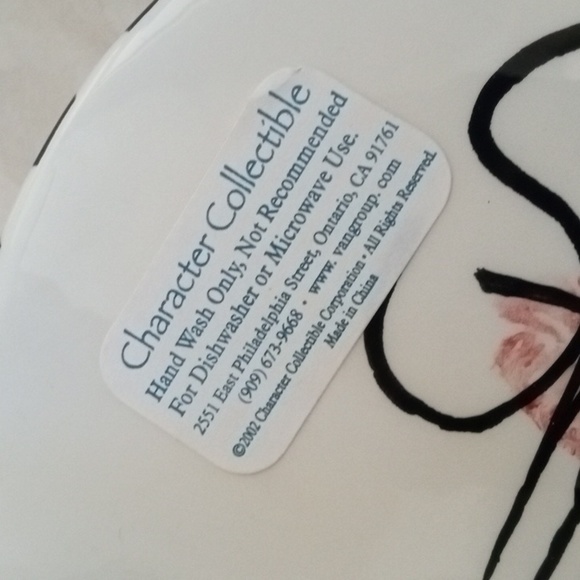 Character Collectible
Hand Wash Only, Not Recommended
For Dishwasher or Microwave Use.
2551 East Philadelphia Street, Ontario, CA 91761
(909) 673-9668 • www. vangroup. com
©2002 Character Collectible Corporation • All Rights Reserved.
Made in China